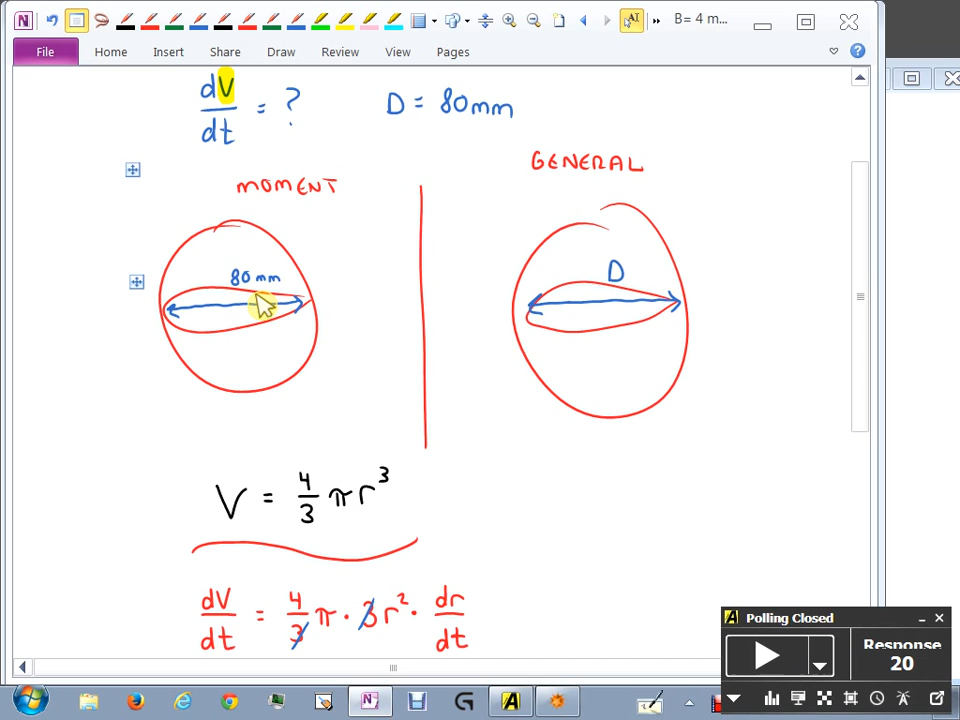 B= 4 m...
File Home Insert Share Draw Review View Pages
dV/dt = ? D = 80mm
MOMENT GENERAL
80 mm D
V = 4/3 πr³
dV/dt = 4/3 π · 3r² · dr/dt
Polling Closed
Response
20